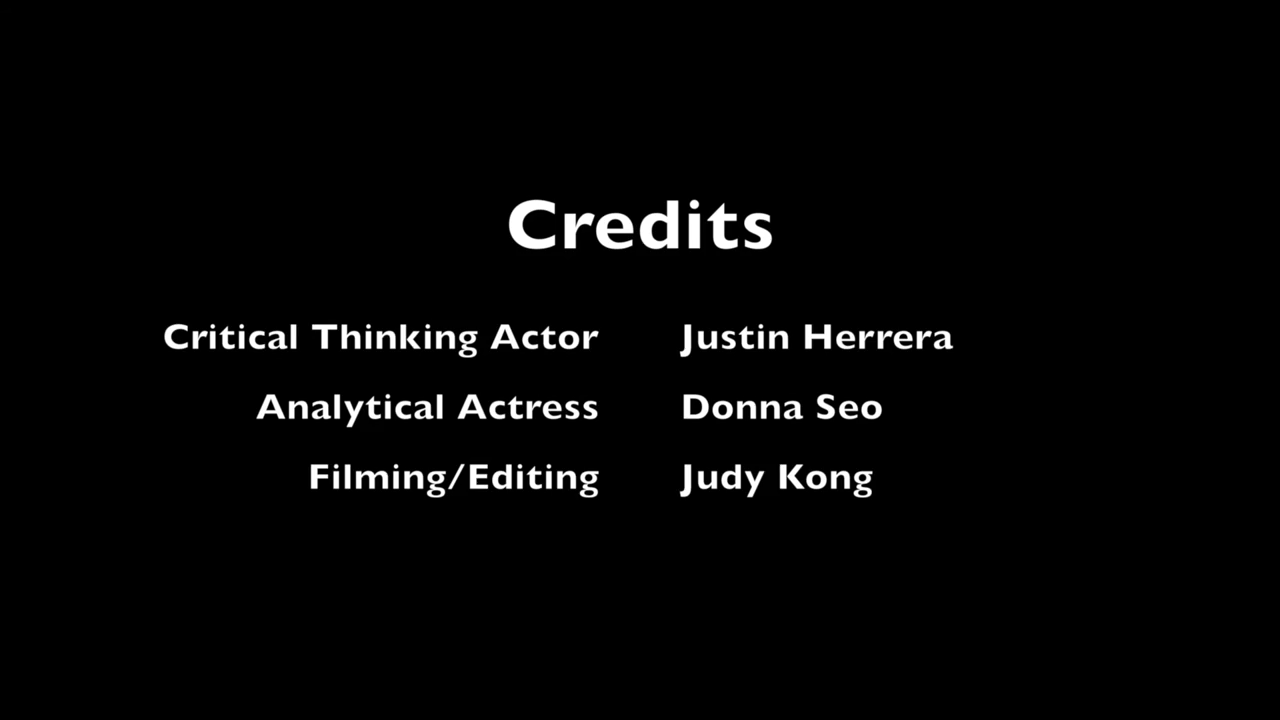 Credits
Critical Thinking Actor Justin Herrera
Analytical Actress Donna Seo
Filming/Editing Judy Kong